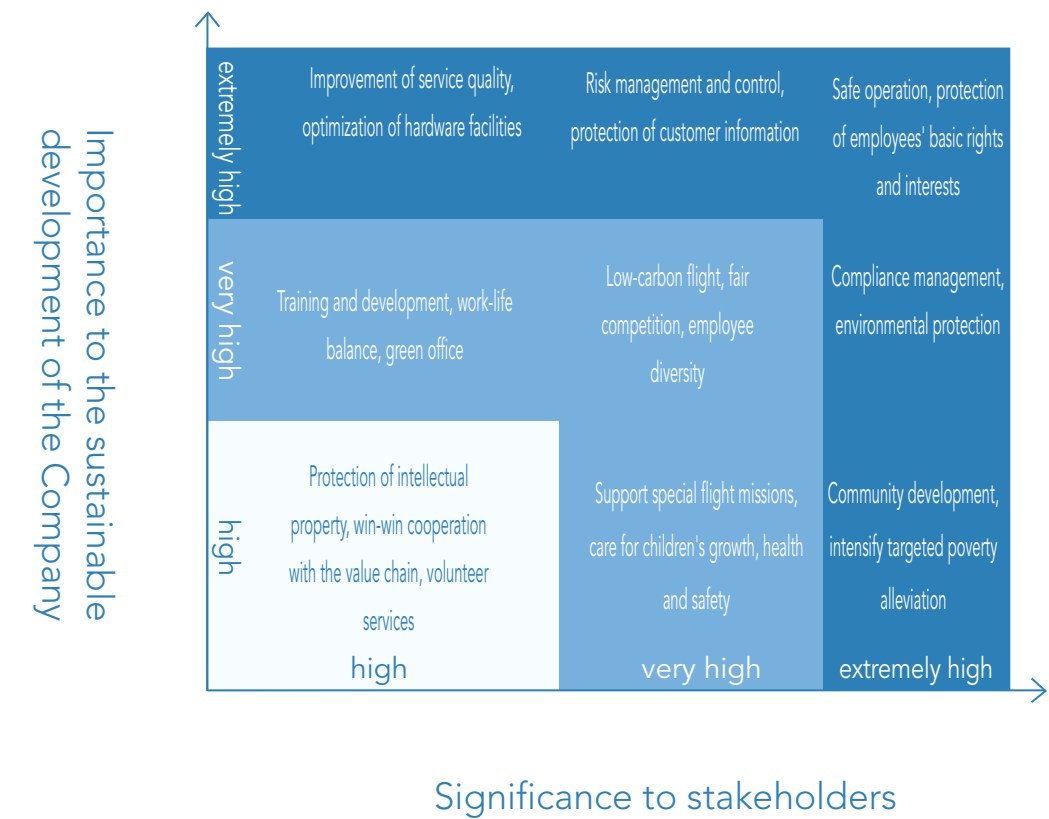 Importance to the sustainable
development of the Company
extremely high
Improvement of service quality,
optimization of hardware facilities
Risk management and control,
protection of customer information
Safe operation, protection
of employees' basic rights
and interests
very high
Training and development, work-life
balance, green office
Low-carbon flight, fair
competition, employee
diversity
Compliance management,
environmental protection
high
Protection of intellectual
property, win-win cooperation
with the value chain, volunteer
services
Support special flight missions,
care for children's growth, health
and safety
Community development,
intensify targeted poverty
alleviation
high
very high
extremely high
Significance to stakeholders